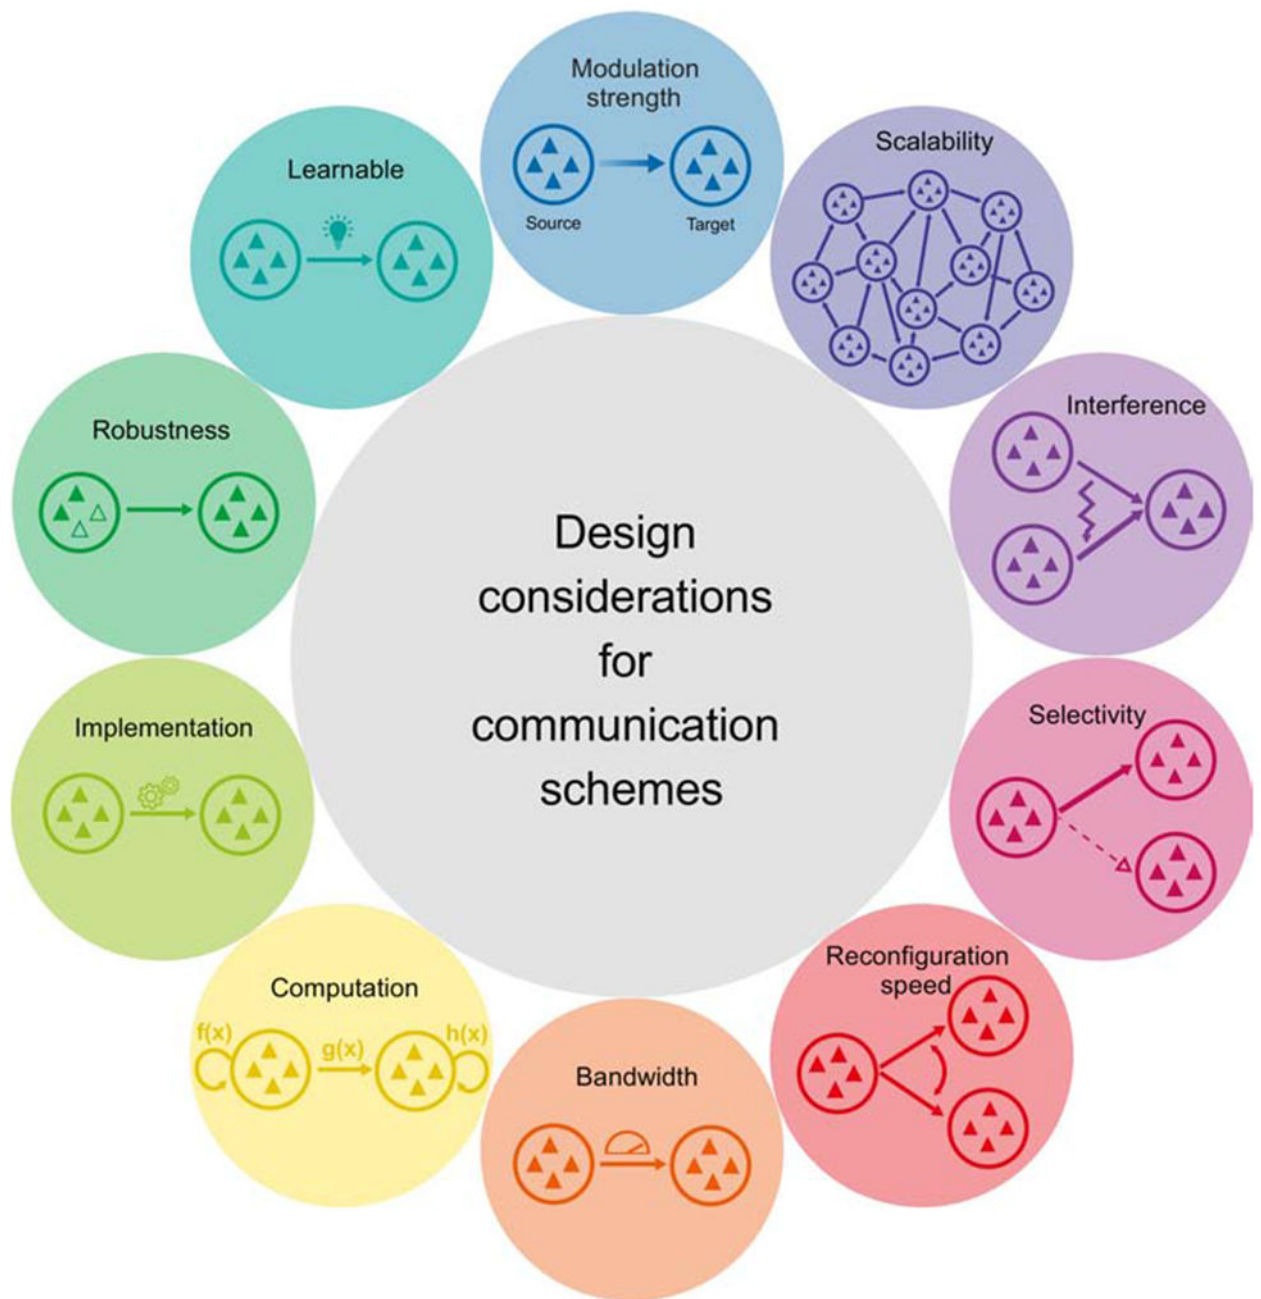 Modulation
strength
Source
Target
Scalability
Interference
Selectivity
Reconfiguration
speed
Bandwidth
Computation
f(x)
g(x)
h(x)
Implementation
Robustness
Learnable
Design
considerations
for
communication
schemes